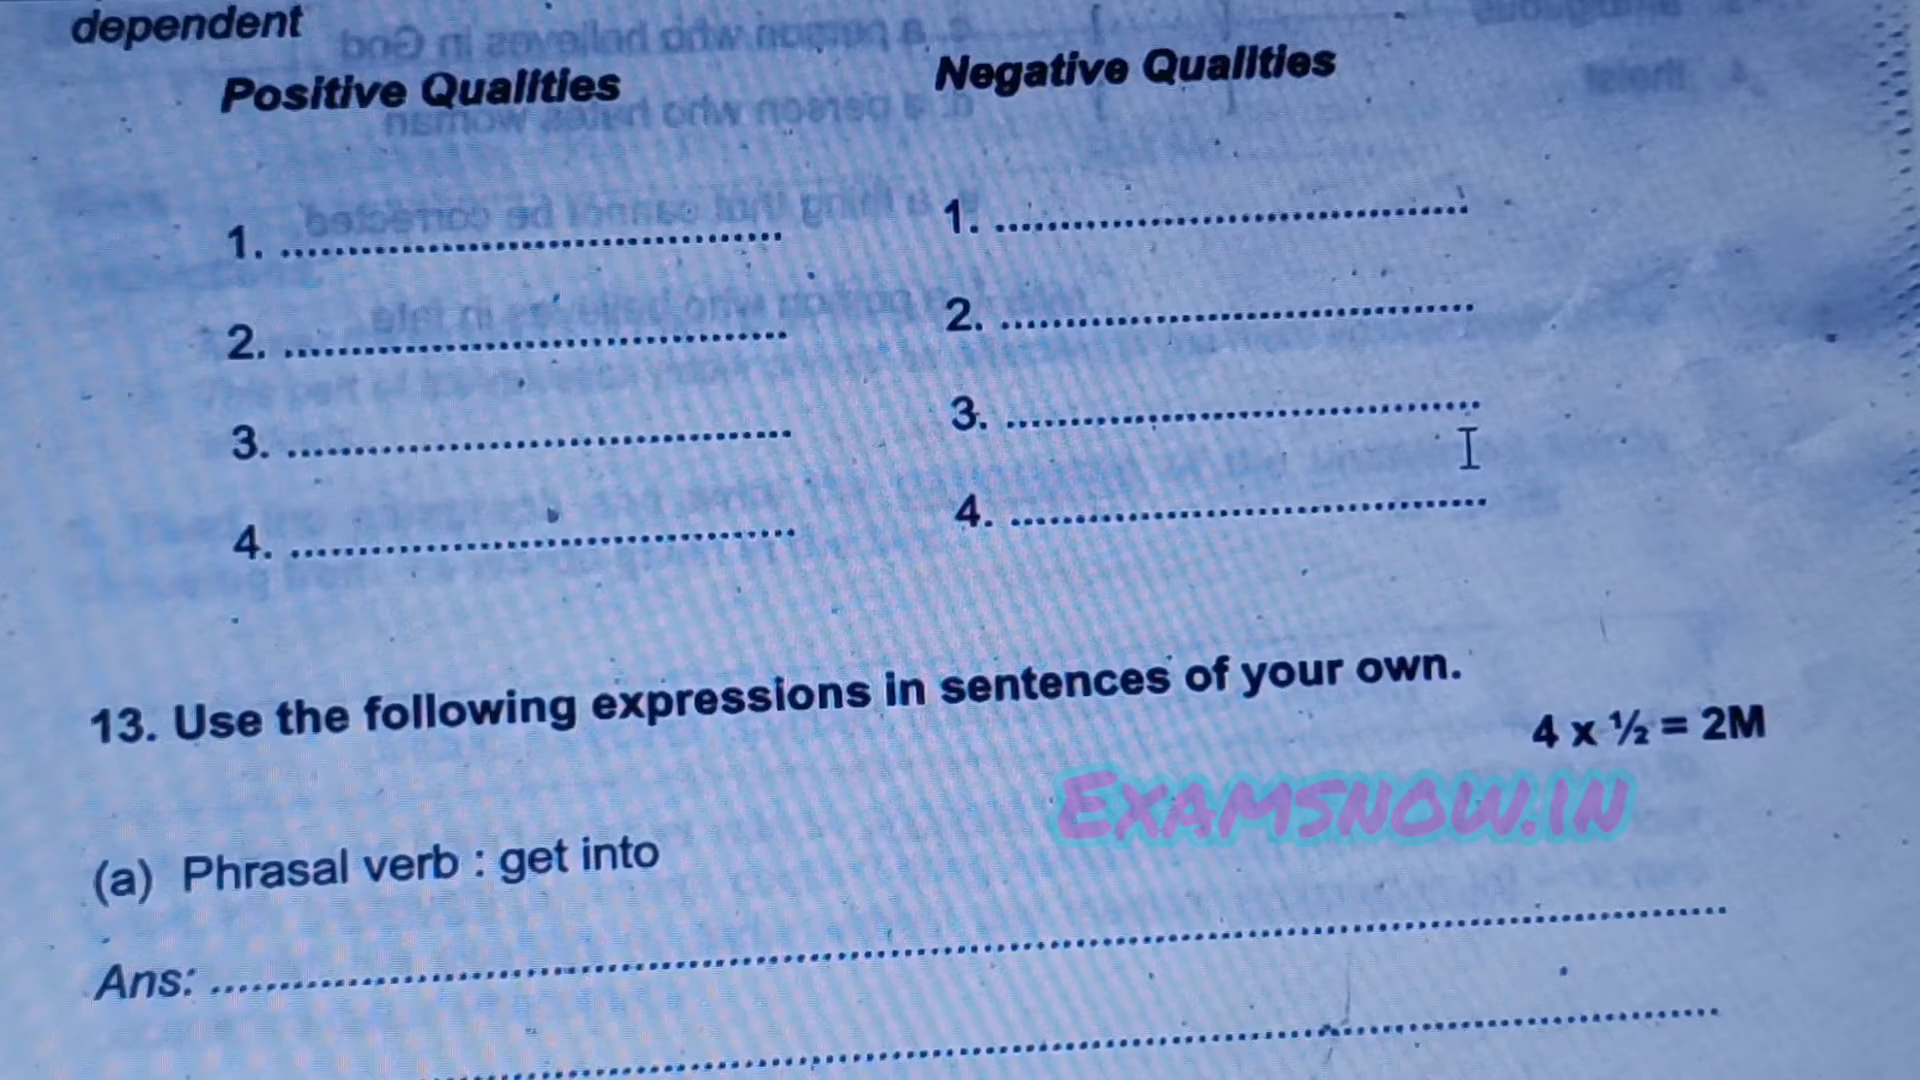 dependent
Positive Qualities
Negative Qualities
1. ........................................
1. ........................................
2. ........................................
2. ........................................
3. ........................................
3. ........................................
4. ........................................
4. ........................................
13. Use the following expressions in sentences of your own.
4 x ½ = 2M
EXAMSNOW.IN
(a) Phrasal verb : get into
Ans: ................................................................................
................................................................................